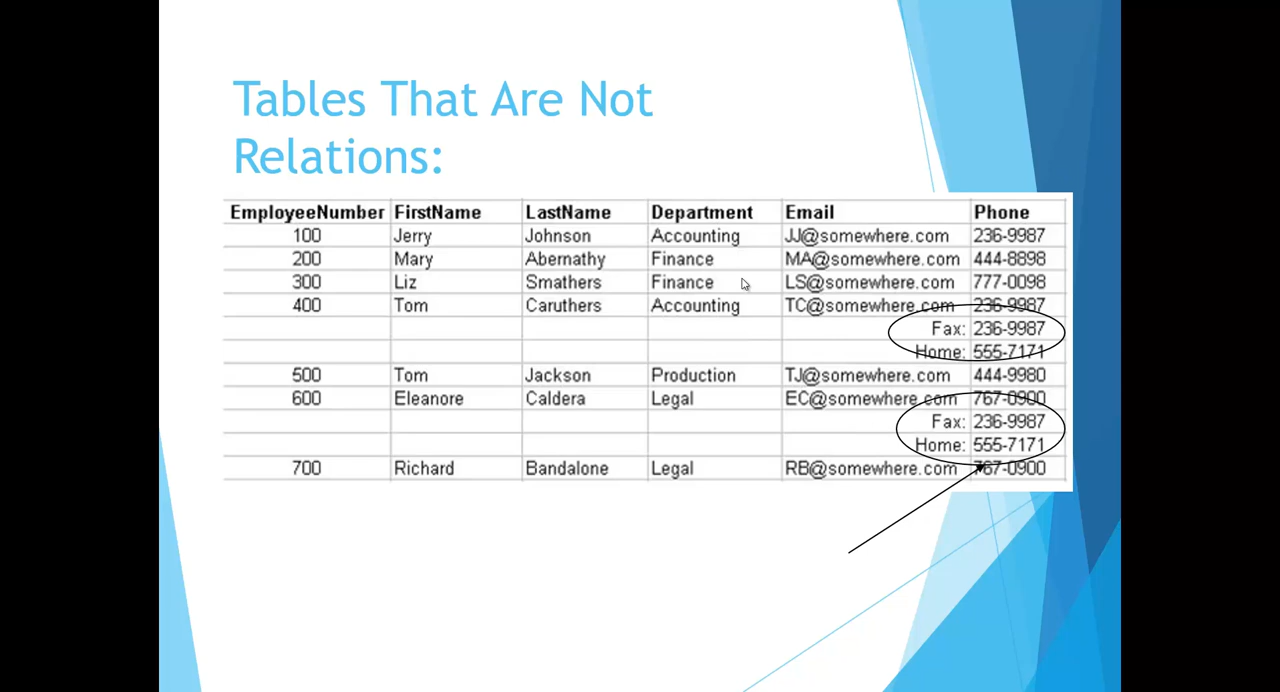 Tables That Are Not
Relations:
EmployeeNumber FirstName LastName Department Email Phone
100 Jerry Johnson Accounting JJ@somewhere.com 236-9987
200 Mary Abernathy Finance MA@somewhere.com 444-8898
300 Liz Smathers Finance LS@somewhere.com 777-0098
400 Tom Caruthers Accounting TC@somewhere.com 236-9987
Fax: 236-9987
Home: 555-7171
500 Tom Jackson Production TJ@somewhere.com 444-9980
600 Eleanore Caldera Legal EC@somewhere.com 767-0900
Fax: 236-9987
Home: 555-7171
700 Richard Bandalone Legal RB@somewhere.com 767-0900